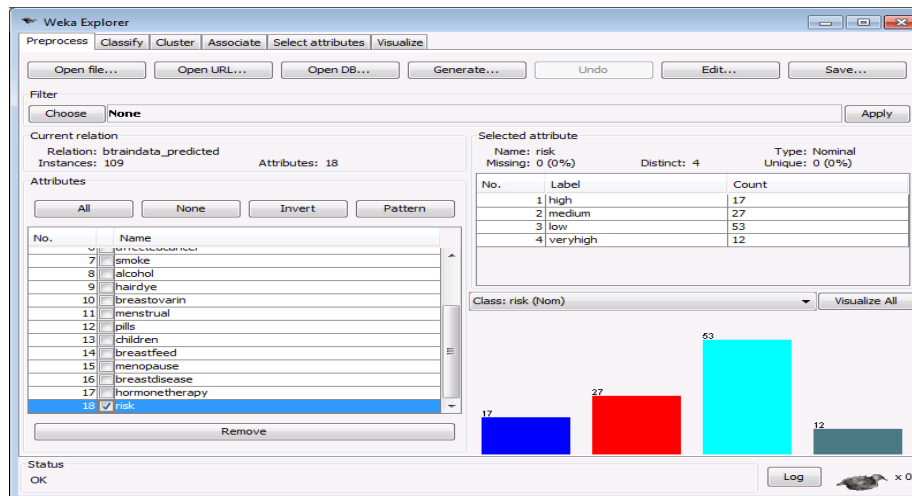 Weka Explorer
Preprocess Classify Cluster Associate Select attributes Visualize
Open file... Open URL... Open DB... Generate... Undo Edit... Save...
Filter
Choose None Apply
Current relation
Relation: btraindata_predicted
Instances: 109 Attributes: 18
Attributes
All None Invert Pattern
No. Name
7 smoke
8 alcohol
9 hairdye
10 breastovarin
11 menstrual
12 pills
13 children
14 breastfeed
15 menopause
16 breastdisease
17 hormonetherapy
18 risk
Remove
Selected attribute
Name: risk Type: Nominal
Missing: 0 (0%) Distinct: 4 Unique: 0 (0%)
No. Label Count
1 high 17
2 medium 27
3 low 53
4 veryhigh 12
Class: risk (Nom) Visualize All
17
27
53
12
Status
OK
Log x 0